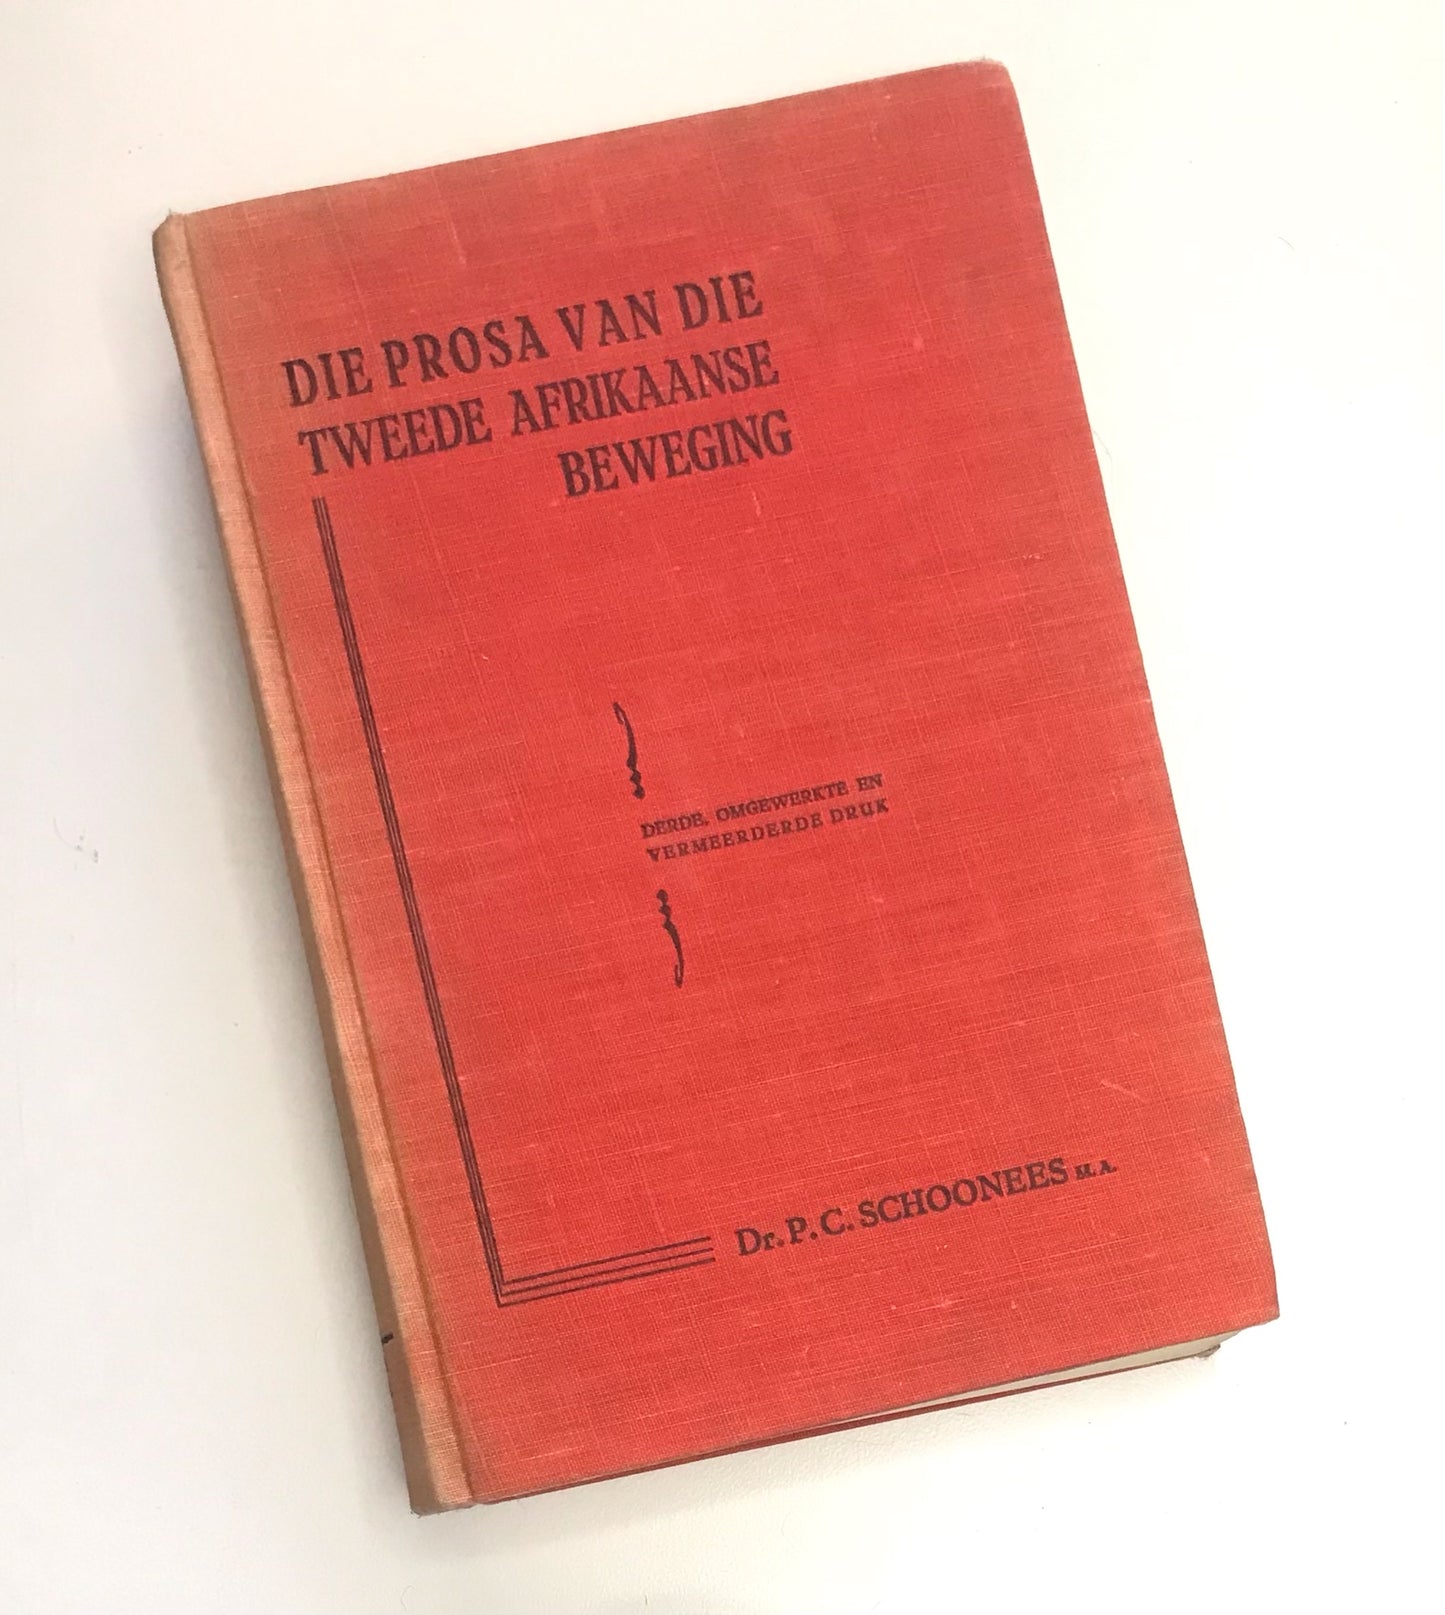 DIE PROSA VAN DIE
TWEEDE AFRIKAANSE
BEWEGING
DERDE, OMGEWERKTE EN
VERMEERDERDE DRUK
Dr. P. C. SCHOONEES M. A.